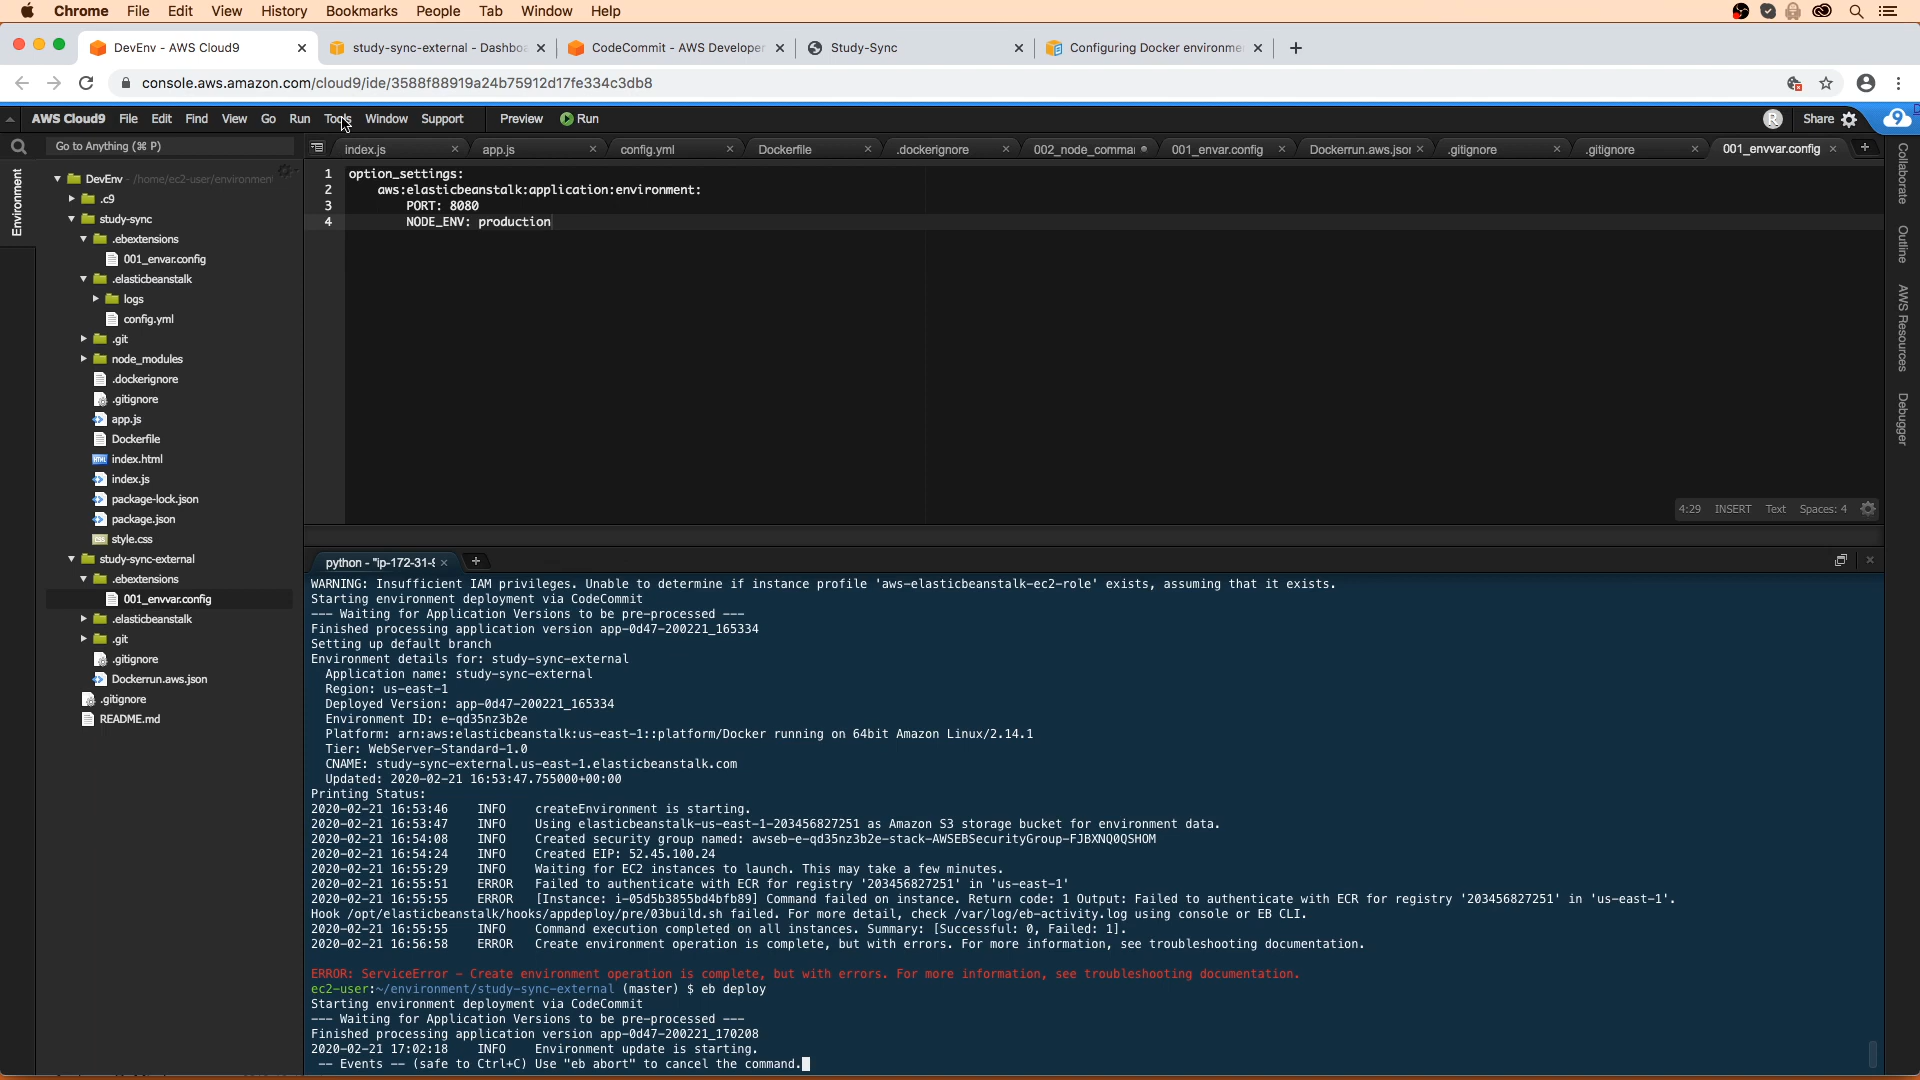 Chrome File Edit View History Bookmarks People Tab Window Help
DevEnv - AWS Cloud9
study-sync-external - Dashboa
CodeCommit - AWS Developer
Study-Sync
Configuring Docker environme
console.aws.amazon.com/cloud9/ide/3588f88919a24b75912d17fe334c3db8
AWS Cloud9 File Edit Find View Go Run Tools Window Support Preview Run
R Share 9
Go to Anything (⌘ P)
index.js
app.js
config.yml
Dockerfile
.dockerignore
002_node_comman
001_envar.config
Dockerrun.aws.json
.gitignore
.gitignore
001_envvar.config
Environment
DevEnv - /home/ec2-user/environment
.c9
study-sync
.ebextensions
001_envar.config
.elasticbeanstalk
logs
config.yml
.git
node_modules
.dockerignore
.gitignore
app.js
Dockerfile
index.html
index.js
package-lock.json
package.json
style.css
study-sync-external
.ebextensions
001_envvar.config
.elasticbeanstalk
.git
.gitignore
Dockerrun.aws.json
.gitignore
README.md
1 option_settings:
2 aws:elasticbeanstalk:application:environment:
3 PORT: 8080
4 NODE_ENV: production
4:29 INSERT Text Spaces: 4
Collaborate
Outline
AWS Resources
Debugger
python - "ip-172-31-8
WARNING: Insufficient IAM privileges. Unable to determine if instance profile 'aws-elasticbeanstalk-ec2-role' exists, assuming that it exists.
Starting environment deployment via CodeCommit
--- Waiting for Application Versions to be pre-processed ---
Finished processing application version app-0d47-200221_165334
Setting up default branch
Environment details for: study-sync-external
Application name: study-sync-external
Region: us-east-1
Deployed Version: app-0d47-200221_165334
Environment ID: e-qd35nz3b2e
Platform: arn:aws:elasticbeanstalk:us-east-1::platform/Docker running on 64bit Amazon Linux/2.14.1
Tier: WebServer-Standard-1.0
CNAME: study-sync-external.us-east-1.elasticbeanstalk.com
Updated: 2020-02-21 16:53:47.755000+00:00
Printing Status:
2020-02-21 16:53:46 INFO createEnvironment is starting.
2020-02-21 16:53:47 INFO Using elasticbeanstalk-us-east-1-203456827251 as Amazon S3 storage bucket for environment data.
2020-02-21 16:54:08 INFO Created security group named: awseb-e-qd35nz3b2e-stack-AWSEBSecurityGroup-FJBXNQ0QSHOM
2020-02-21 16:54:24 INFO Created EIP: 52.45.100.24
2020-02-21 16:55:29 INFO Waiting for EC2 instances to launch. This may take a few minutes.
2020-02-21 16:55:51 ERROR Failed to authenticate with ECR for registry '203456827251' in 'us-east-1'
2020-02-21 16:55:55 ERROR [Instance: i-05d5b3855bd4bfb89] Command failed on instance. Return code: 1 Output: Failed to authenticate with ECR for registry '203456827251' in 'us-east-1'.
Hook /opt/elasticbeanstalk/hooks/appdeploy/pre/03build.sh failed. For more detail, check /var/log/eb-activity.log using console or EB CLI.
2020-02-21 16:55:55 INFO Command execution completed on all instances. Summary: [Successful: 0, Failed: 1].
2020-02-21 16:56:58 ERROR Create environment operation is complete, but with errors. For more information, see troubleshooting documentation.
ERROR: ServiceError - Create environment operation is complete, but with errors. For more information, see troubleshooting documentation.
ec2-user:~/environment/study-sync-external (master) $ eb deploy
Starting environment deployment via CodeCommit
--- Waiting for Application Versions to be pre-processed ---
Finished processing application version app-0d47-200221_170208
2020-02-21 17:02:18 INFO Environment update is starting.
-- Events -- (safe to Ctrl+C) Use "eb abort" to cancel the command.